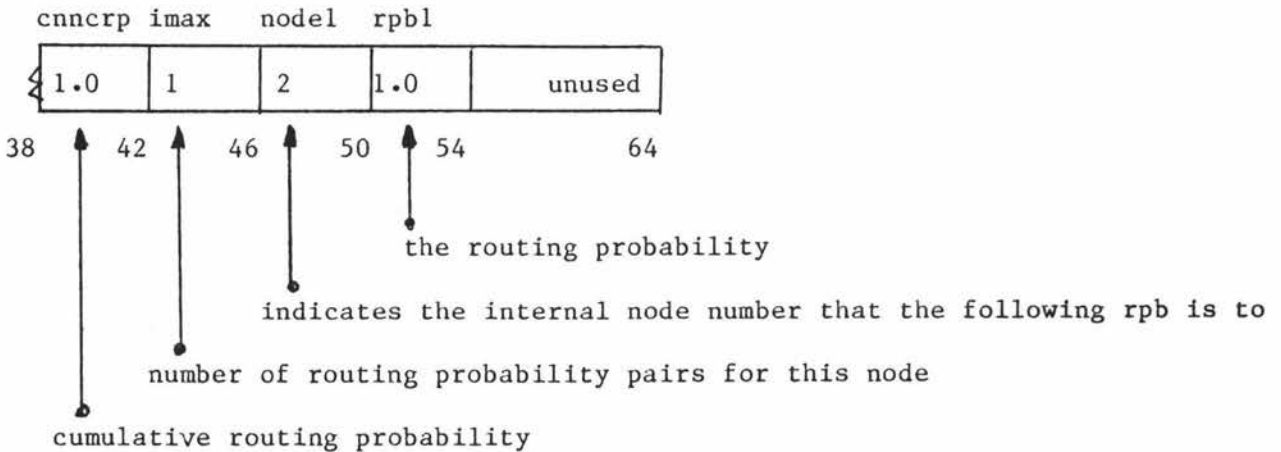 cnncrp imax node1 rpb1
1.0 1 2 1.0 unused
38 42 46 50 54 64
the routing probability
indicates the internal node number that the following rpb is to
number of routing probability pairs for this node
cumulative routing probability